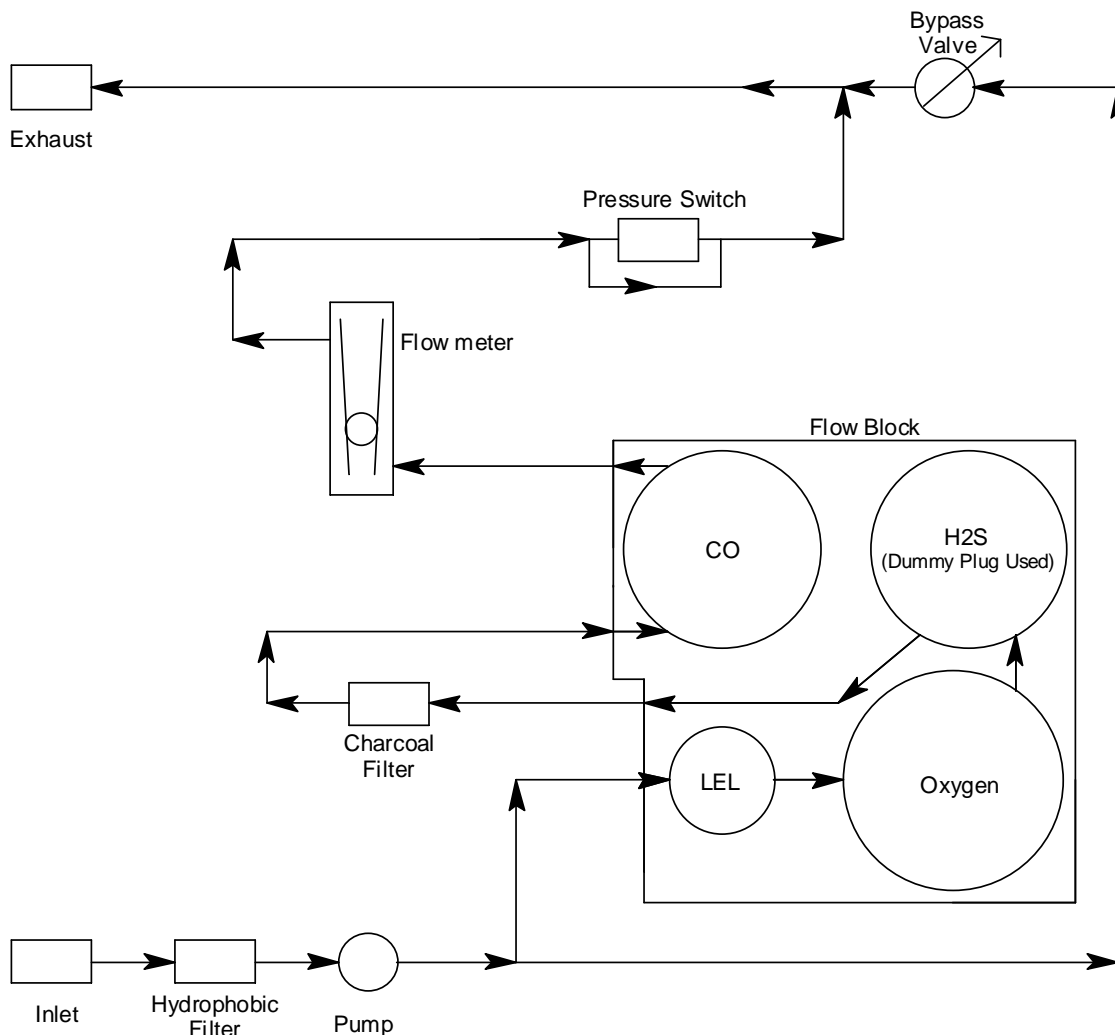 Bypass
Valve
Exhaust
Pressure Switch
Flow meter
Flow Block
CO
H2S
(Dummy Plug Used)
Charcoal
Filter
LEL
Oxygen
Inlet
Hydrophobic
Filter
Pump